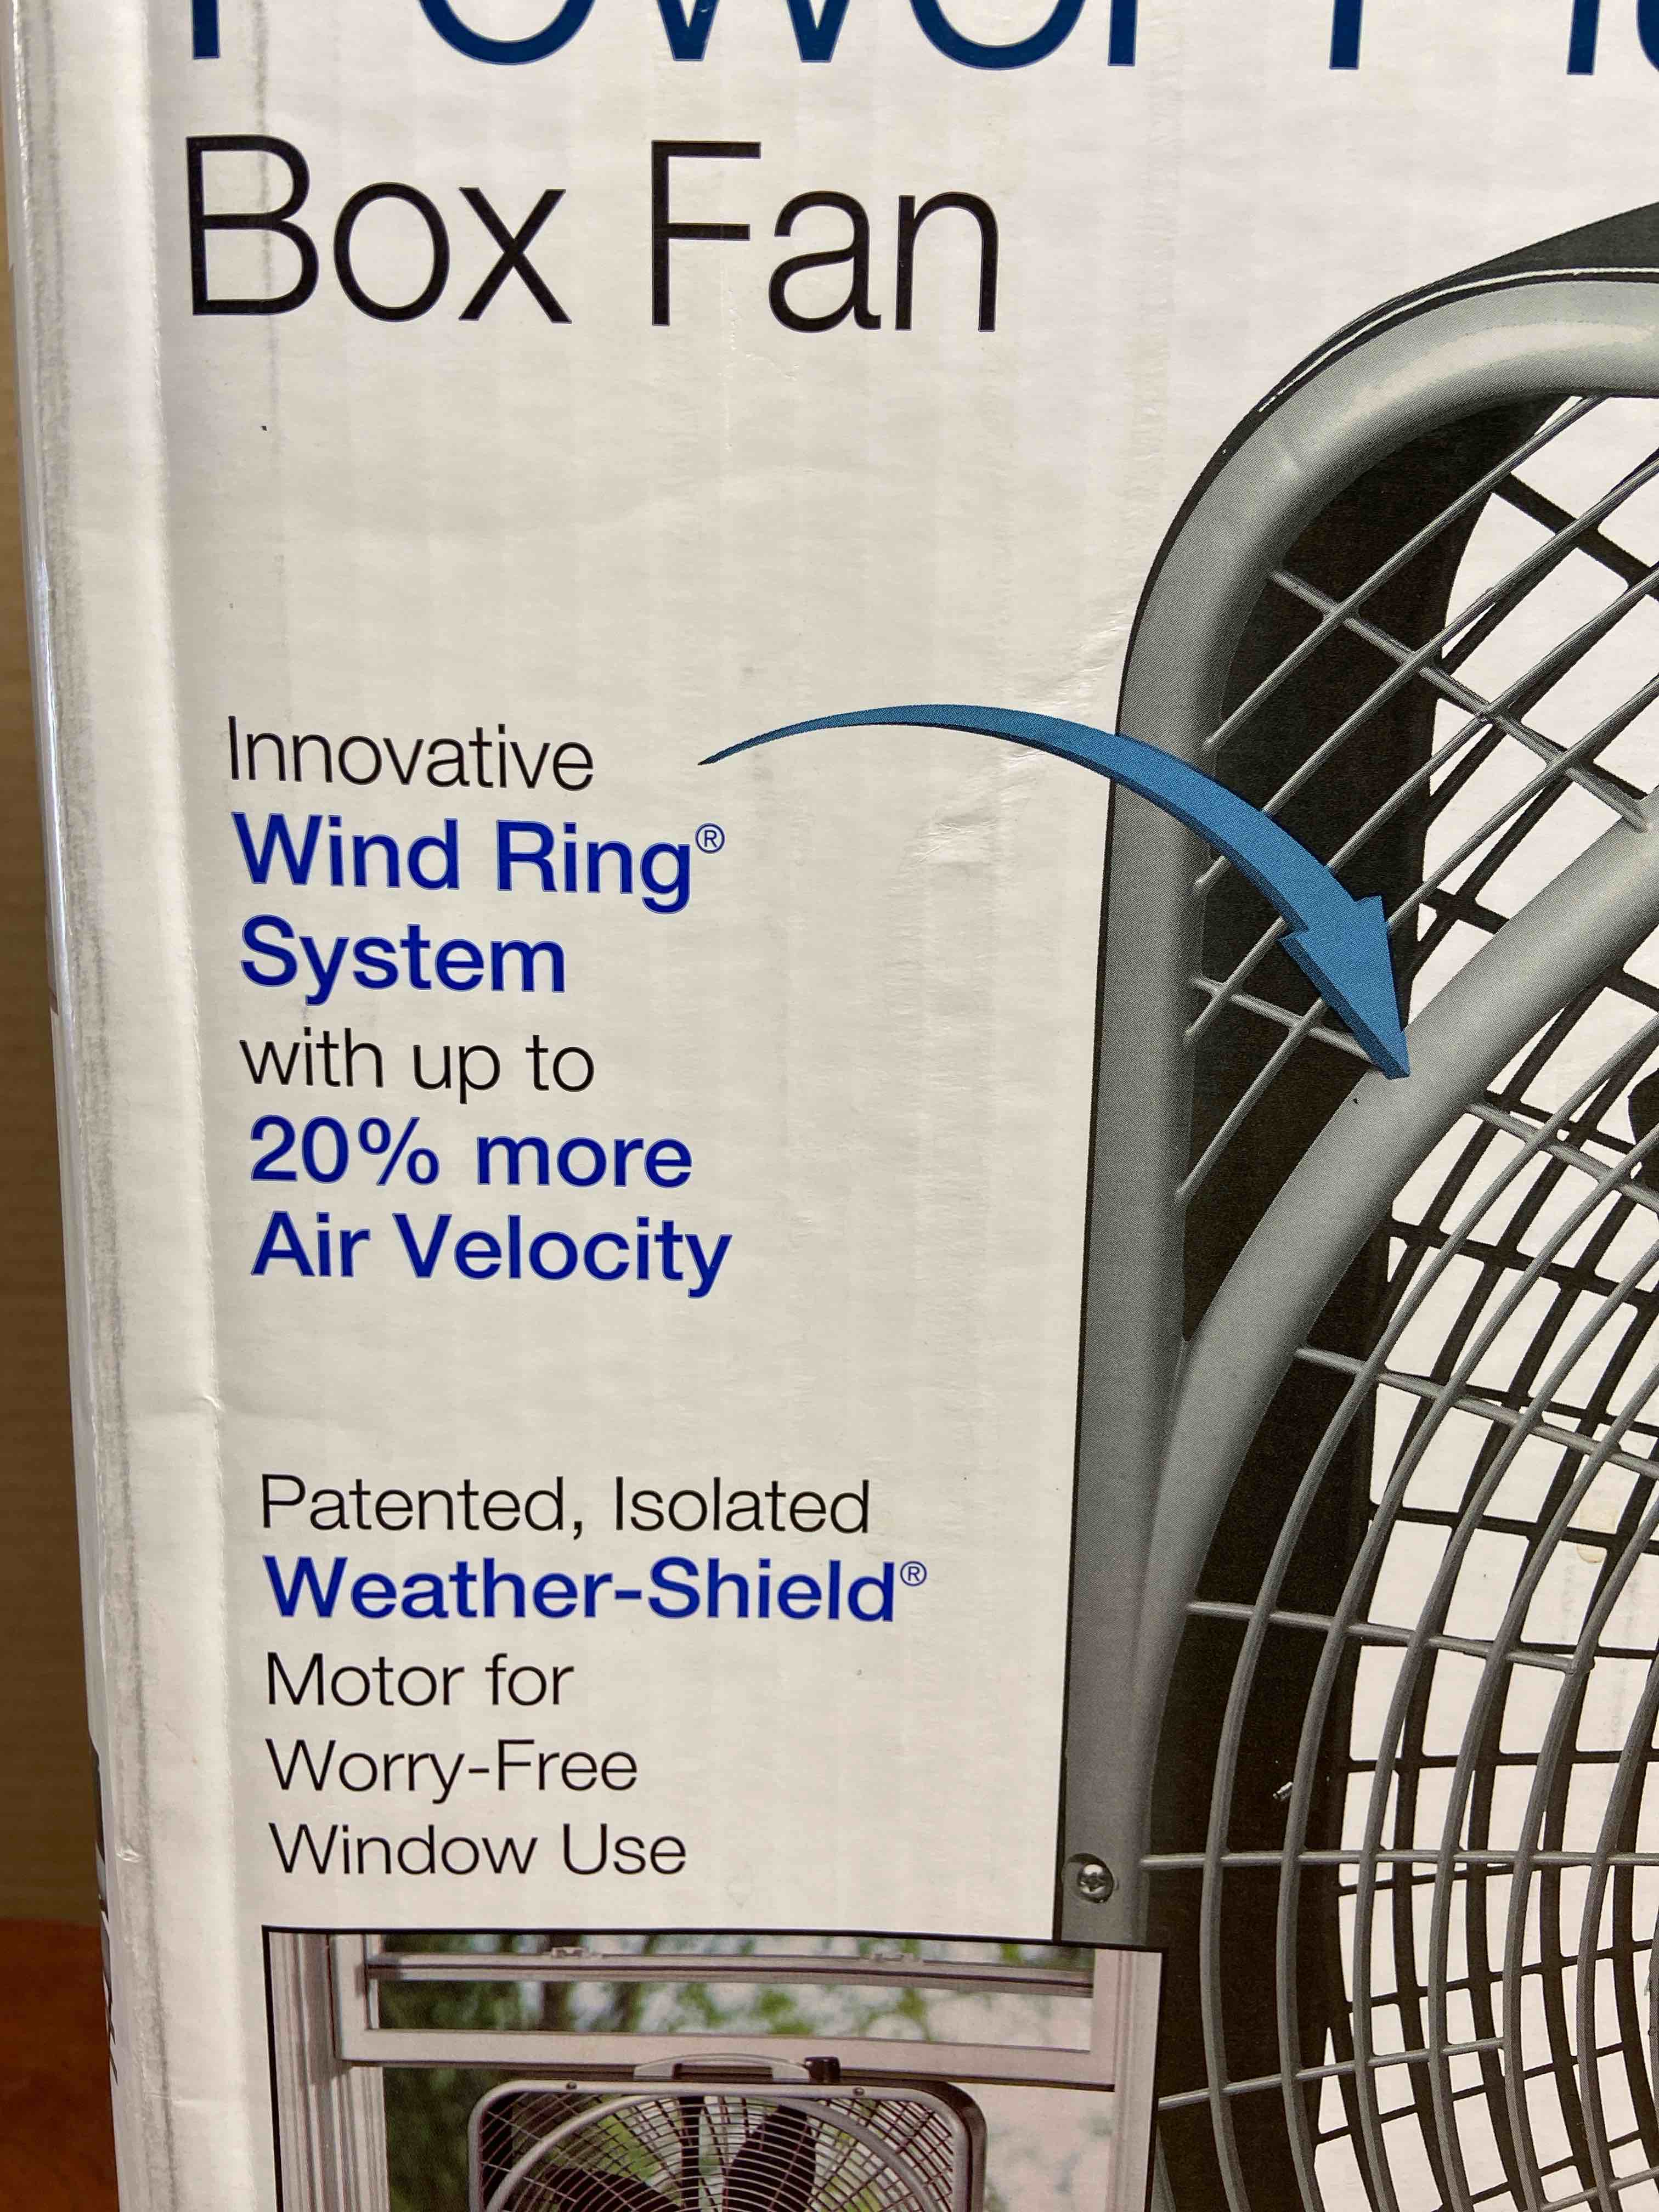 Power
Box Fan
Innovative
Wind Ring®
System
with up to
20% more
Air Velocity
Patented, Isolated
Weather-Shield®
Motor for
Worry-Free
Window Use